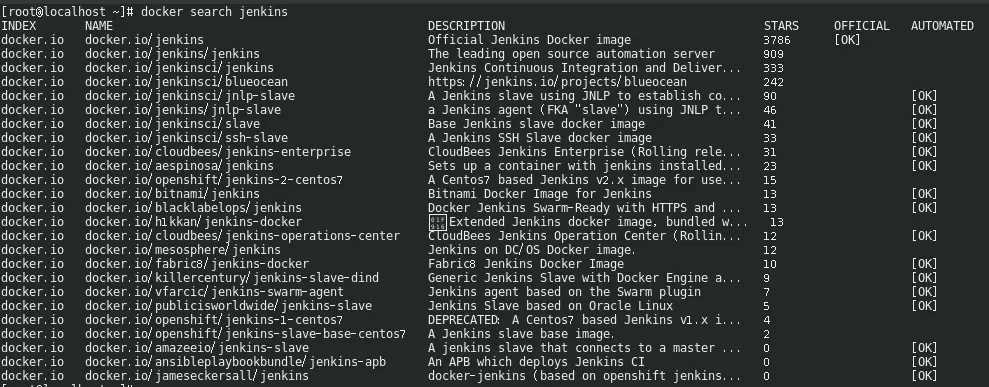 [root@localhost ~]# docker search jenkins
INDEX NAME DESCRIPTION STARS OFFICIAL AUTOMATED
docker.io docker.io/jenkins Official Jenkins Docker image 3786 [OK]
docker.io docker.io/jenkins/jenkins The leading open source automation server 909
docker.io docker.io/jenkinsci/jenkins Jenkins Continuous Integration and Deliver... 333
docker.io docker.io/jenkinsci/blueocean https://jenkins.io/projects/blueocean 242
docker.io docker.io/jenkinsci/jnlp-slave A Jenkins slave using JNLP to establish co... 90 [OK]
docker.io docker.io/jenkins/jnlp-slave a Jenkins agent (FKA "slave") using JNLP t... 46 [OK]
docker.io docker.io/jenkinsci/slave Base Jenkins slave docker image 41 [OK]
docker.io docker.io/jenkinsci/ssh-slave A Jenkins SSH Slave docker image 33 [OK]
docker.io docker.io/cloudbees/jenkins-enterprise CloudBees Jenkins Enterprise (Rolling rele... 31 [OK]
docker.io docker.io/aespinosa/jenkins Sets up a container with jenkins installed... 23 [OK]
docker.io docker.io/openshift/jenkins-2-centos7 A Centos7 based Jenkins v2.x image for use... 15
docker.io docker.io/bitnami/jenkins Bitnami Docker Image for Jenkins 13 [OK]
docker.io docker.io/blacklabelops/jenkins Docker Jenkins Swarm-Ready with HTTPS and ... 13 [OK]
docker.io docker.io/h1kkan/jenkins-docker Extended Jenkins docker image, bundled w... 13
docker.io docker.io/cloudbees/jenkins-operations-center CloudBees Jenkins Operation Center (Rollin... 12 [OK]
docker.io docker.io/mesosphere/jenkins Jenkins on DC/OS Docker image. 12
docker.io docker.io/fabric8/jenkins-docker Fabric8 Jenkins Docker Image 10 [OK]
docker.io docker.io/killercentury/jenkins-slave-dind Generic Jenkins Slave with Docker Engine a... 9 [OK]
docker.io docker.io/vfarcic/jenkins-swarm-agent Jenkins agent based on the Swarm plugin 7 [OK]
docker.io docker.io/publicisworldwide/jenkins-slave Jenkins Slave based on Oracle Linux 5 [OK]
docker.io docker.io/openshift/jenkins-1-centos7 DEPRECATED: A Centos7 based Jenkins v1.x i... 4
docker.io docker.io/openshift/jenkins-slave-base-centos7 A Jenkins slave base image. 2
docker.io docker.io/amazeeio/jenkins-slave A jenkins slave that connects to a master ... 0 [OK]
docker.io docker.io/ansibleplaybookbundle/jenkins-apb An APB which deploys Jenkins CI 0 [OK]
docker.io docker.io/jameseckersall/jenkins docker-jenkins (based on openshift jenkins... 0 [OK]